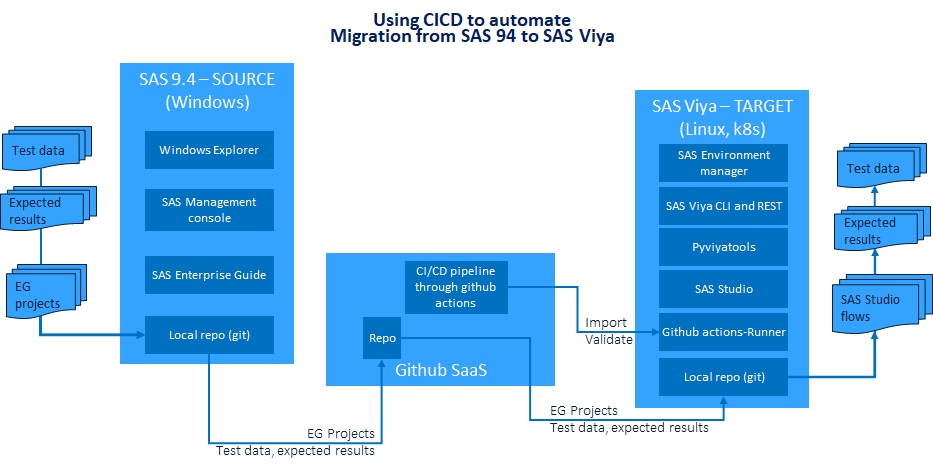 Using CICD to automate
Migration from SAS 94 to SAS Viya
SAS 9.4 – SOURCE
(Windows)
Windows Explorer
SAS Management
console
SAS Enterprise Guide
Local repo (git)
Test data
Expected
results
EG
projects
EG Projects
Test data, expected results
CI/CD pipeline
through github
actions
Repo
Github SaaS
Import
Validate
EG Projects
Test data, expected results
SAS Viya – TARGET
(Linux, k8s)
SAS Environment
manager
SAS Viya CLI and REST
Pyviyatools
SAS Studio
Github actions-Runner
Local repo (git)
Test data
Expected
results
SAS Studio
flows